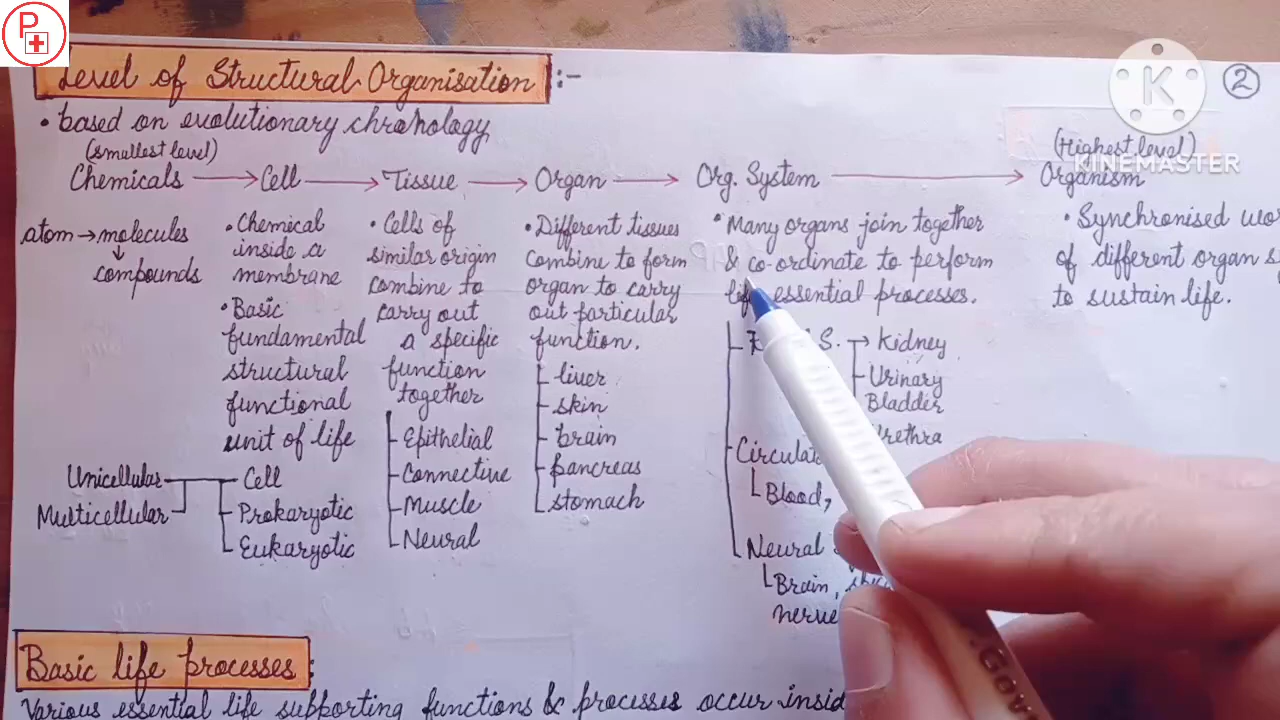 P
KINEMASTER
K
2
Level of Structural Organisation :-
• based on evolutionary chronology
(smallest level)
(Highest level)
Chemicals → Cell → Tissue → Organ → Org. System → Organism
atom → molecules
↓
compounds
• Chemical
inside a
membrane
• Basic
fundamental
structural
functional
unit of life
Unicellular
Multicellular
Cell
Prokaryotic
Eukaryotic
• Cells of
similar origin
combine to
carry out
a specific
function
together
Epithelial
Connective
Muscle
Neural
• Different tissues
combine to form
organ to carry
out particular
function.
liver
skin
brain
pancreas
stomach
• Many organs join together
& co-ordinate to perform
life essential processes.
S. → Kidney
Urinary
Bladder
Urethra
Blood,
Neural
Brain,
• Synchronised
of different organ
to sustain life.
Basic life processes :
Various essential life supporting functions & processes occur